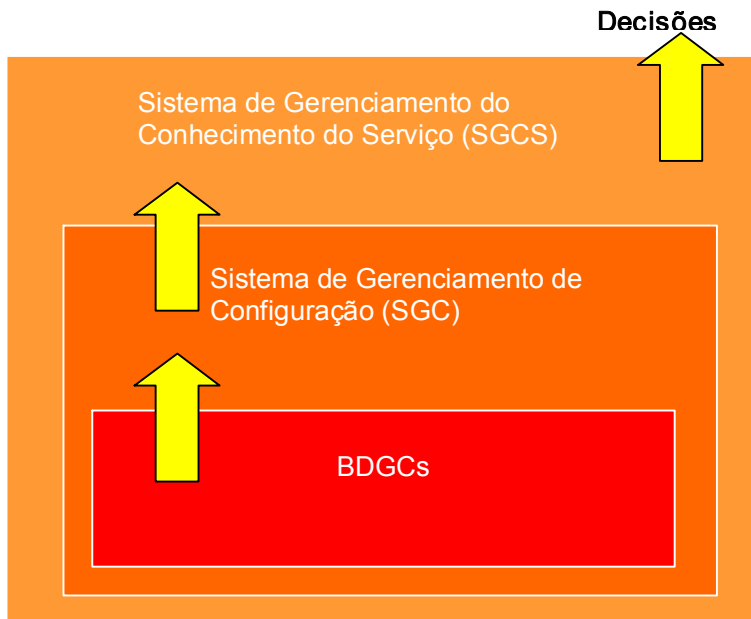 Decisões
Sistema de Gerenciamento do
Conhecimento do Serviço (SGCS)
Sistema de Gerenciamento de
Configuração (SGC)
BDGCs